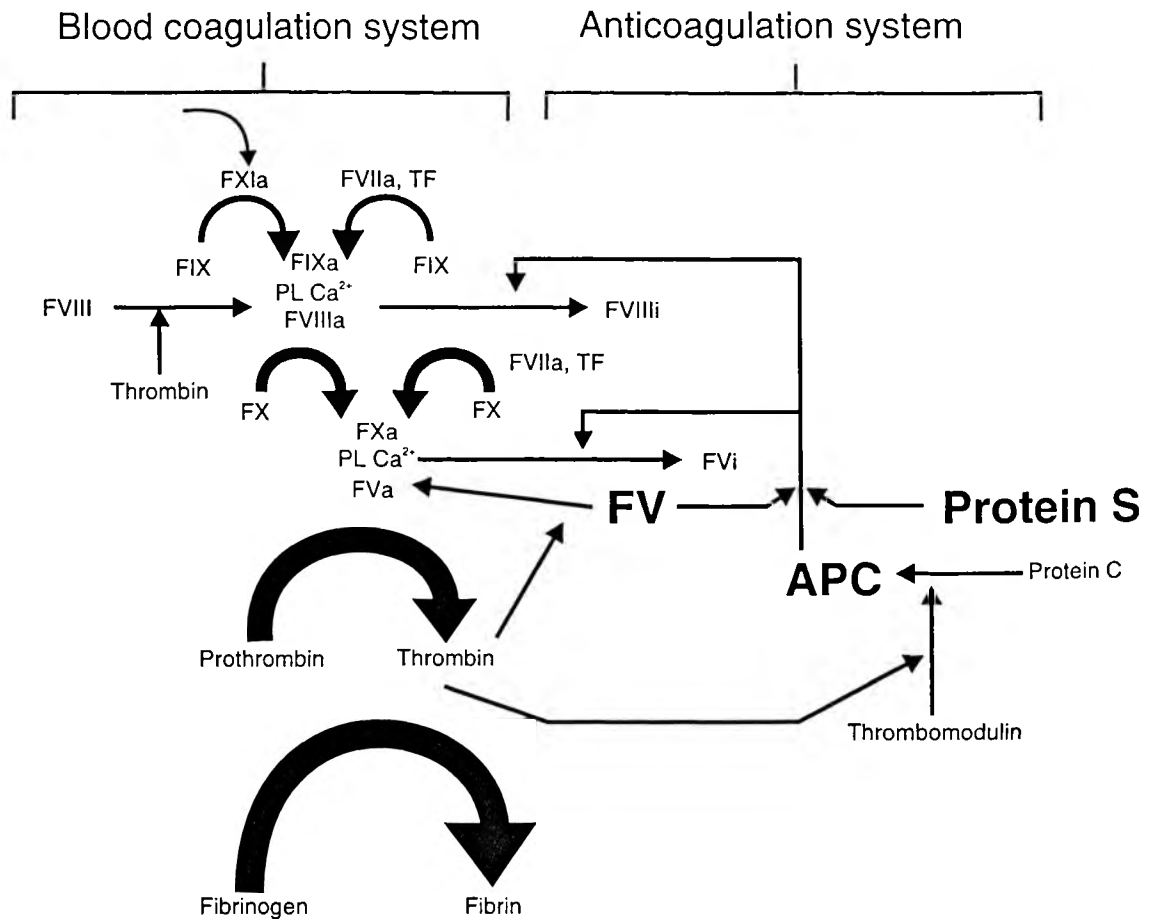 Blood coagulation system
Anticoagulation system
FXIa
FVIIa, TF
FIX
FIXa
FIX
PL Ca²⁺
FVIII
FVIIIa
FVIIIi
Thrombin
FVIIa, TF
FX
FX
FXa
PL Ca²⁺
FVi
FVa
FV
Protein S
APC
Protein C
Prothrombin
Thrombin
Thrombomodulin
Fibrinogen
Fibrin